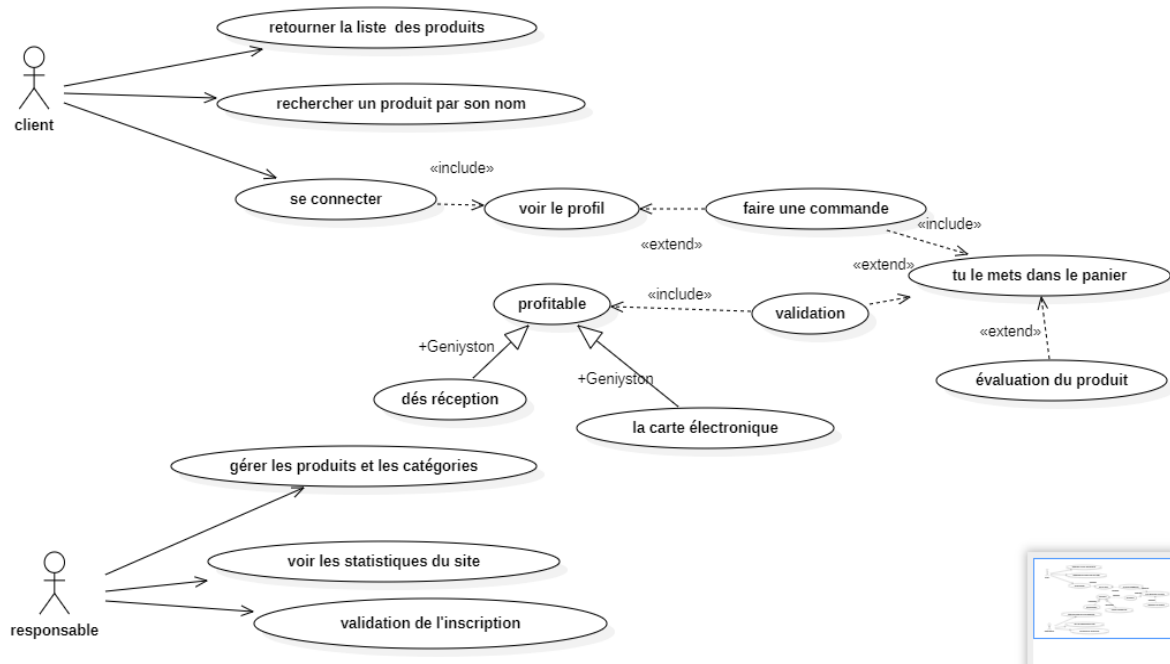 retourner la liste des produits
client
rechercher un produit par son nom
«include»
se connecter
voir le profil
faire une commande
«include»
«extend»
«extend»
tu le mets dans le panier
profitable
«include»
validation
«extend»
+Geniyston
+Geniyston
évaluation du produit
dés réception
la carte électronique
gérer les produits et les catégories
voir les statistiques du site
responsable
validation de l'inscription